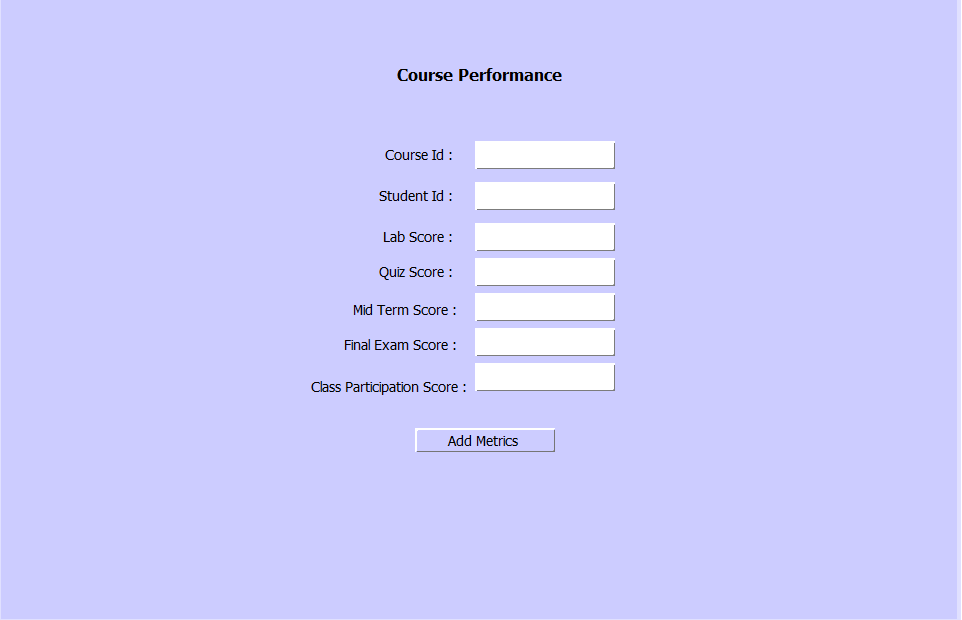 Course Performance
Course Id :
Student Id :
Lab Score :
Quiz Score :
Mid Term Score :
Final Exam Score :
Class Participation Score :
Add Metrics